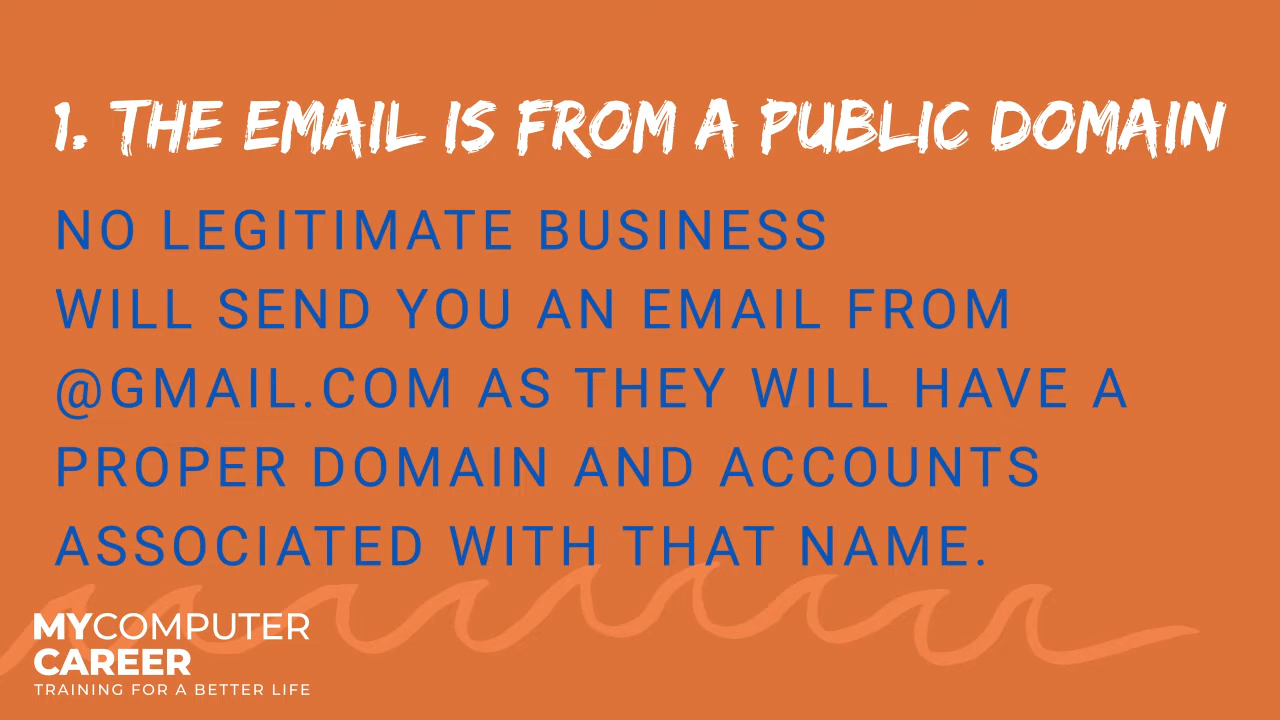 1. THE EMAIL IS FROM A PUBLIC DOMAIN
NO LEGITIMATE BUSINESS
WILL SEND YOU AN EMAIL FROM
@GMAIL.COM AS THEY WILL HAVE A
PROPER DOMAIN AND ACCOUNTS
ASSOCIATED WITH THAT NAME.
MYCOMPUTER
CAREER
TRAINING FOR A BETTER LIFE